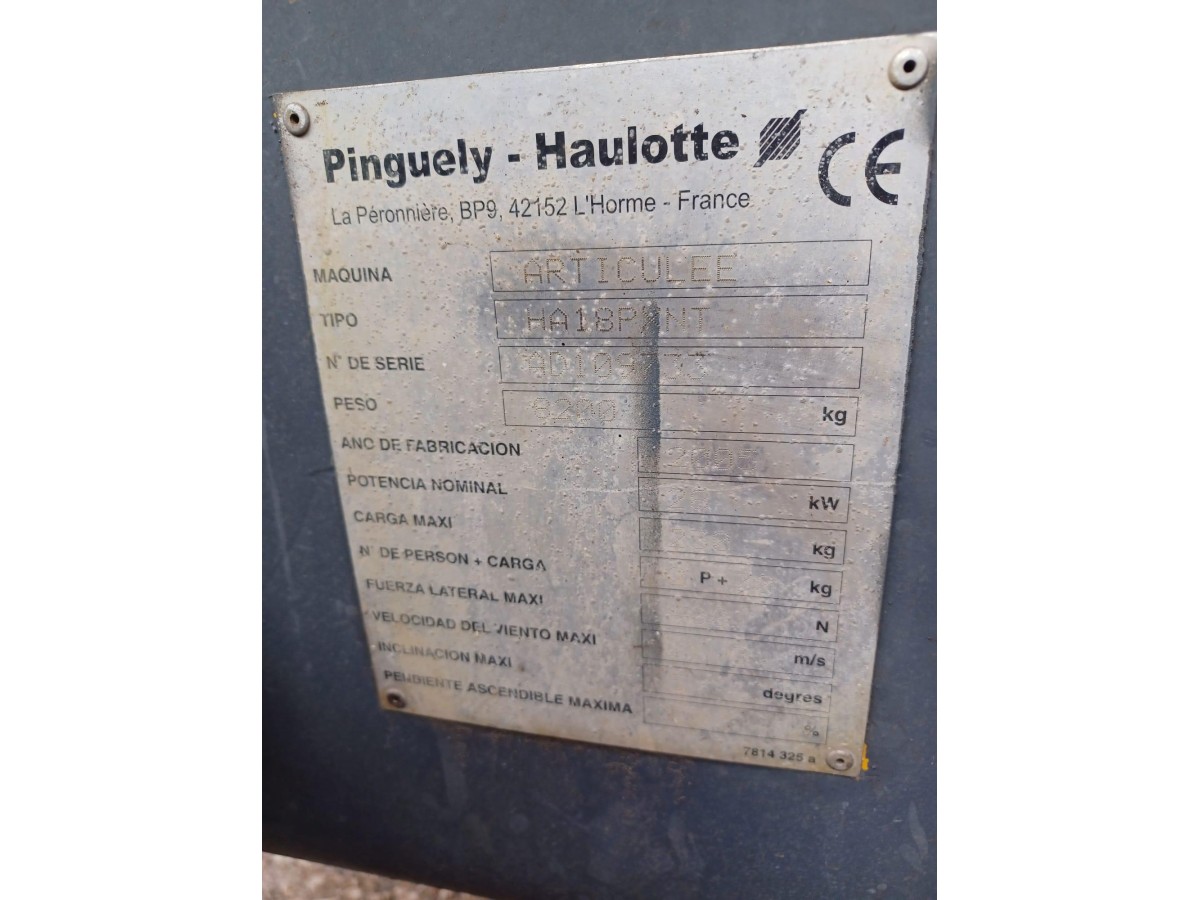 Pinguely - Haulotte CE
La Péronnière, BP9, 42152 L'Horme - France
MAQUINA ARTICULEE
TIPO
N° DE SERIE
PESO kg
ANO DE FABRICACION
POTENCIA NOMINAL kW
CARGA MAXI kg
N° DE PERSON + CARGA P + kg
FUERZA LATERAL MAXI N
VELOCIDAD DEL VIENTO MAXI m/s
INCLINACION MAXI degres
PENDIENTE ASCENDIBLE MAXIMA %
7814 325 a